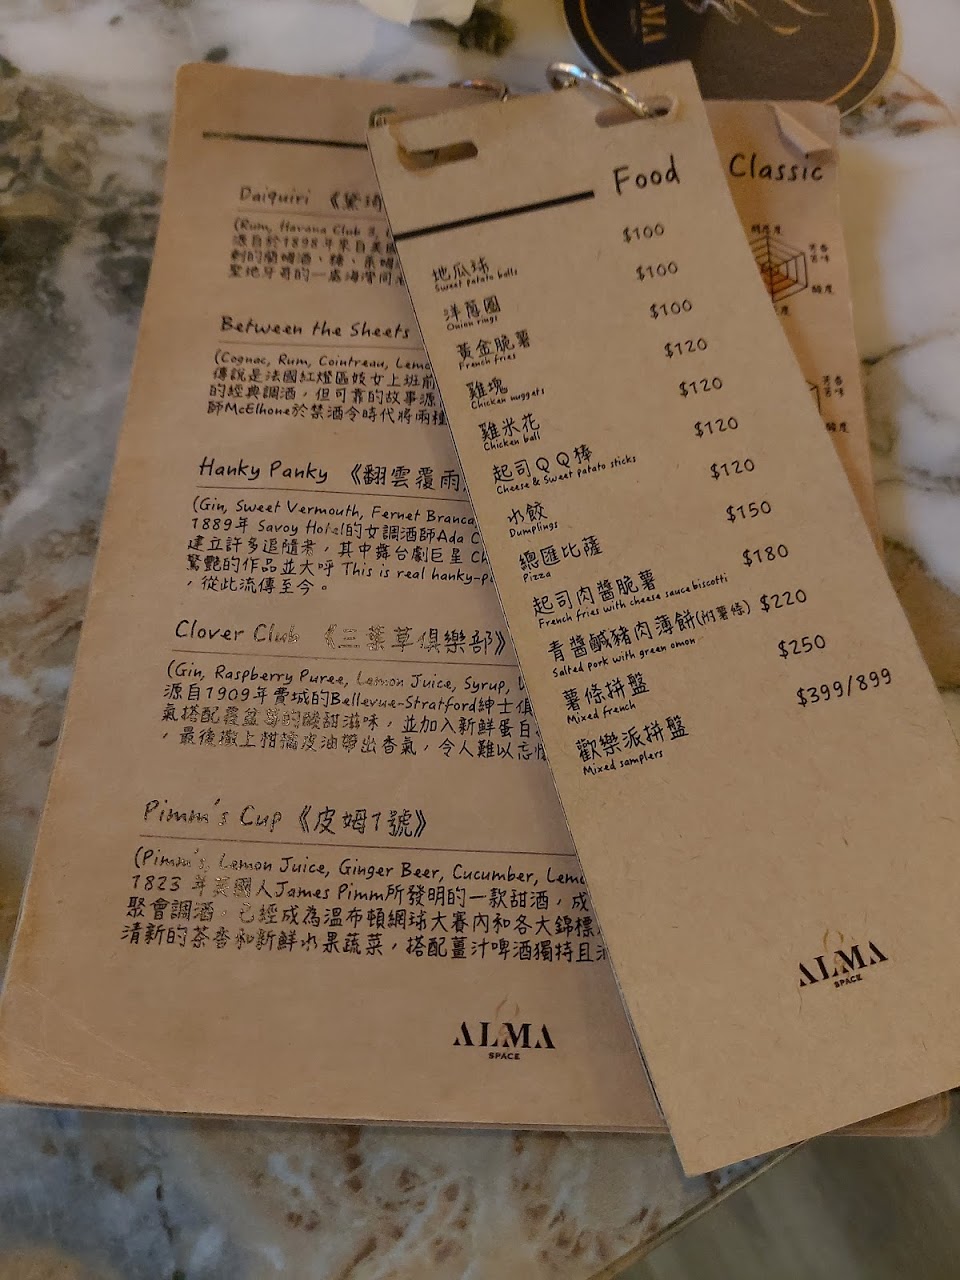 Daiquiri 《黛琦
(Rum, Havana Club 3,
源自於1898年來自美國
創的蘭姆酒、糖、萊姆
聖地牙哥的一處海灣同名
Between the Sheets
(Cognac, Rum, Cointreau, Lemo
傳說是法國紅燈區妓女上班前
的經典調酒，但可靠的故事源
師McElhone於禁酒令時代將兩種
Hanky Panky 《翻雲覆雨
(Gin, Sweet Vermouth, Fernet Branca
1889年 Savoy Hotel的女調酒師Ada C
建立許多追隨者，其中舞台劇巨星 Ch
驚艷的作品並大呼 This is real hanky-p
，從此流傳至今。
Clover Club 《三葉草俱樂部》
(Gin, Raspberry Puree, Lemon Juice, Syrup,
源自1909年費城的Bellevue-Stratford紳士俱
氣搭配覆盆莓的酸甜滋味，並加入新鮮蛋白
，最後撒上柑橘皮油帶出香氣，令人難以忘
Pimm's Cup 《皮姆1號》
(Pimm's, Lemon Juice, Ginger Beer, Cucumber, Lemo
1823 年英國人James Pimm所發明的一款甜酒，成
聚會調酒，已經成為溫布頓網球大賽內和各大錦標
清新的茶香和新鮮水果蔬菜，搭配薑汁啤酒獨特且
ALMA
SPACE
Classic
甜度
酸度
Food
地瓜球 $100
Sweet potato balls
洋蔥圈 $100
Onion rings
黃金脆薯 $100
French fries
雞塊 $120
Chicken nuggets
雞米花 $120
Chicken ball
起司QQ棒 $120
Cheese & Sweet patato sticks
水餃 $120
Dumplings
總匯比薩 $150
Pizza
起司肉醬脆薯 $180
French fries with cheese sauce biscotti
青醬鹹豬肉薄餅(附薯條) $220
Salted pork with green onion
薯條拼盤 $250
Mixed french
歡樂派拼盤 $399/899
Mixed samplers
ALMA
SPACE